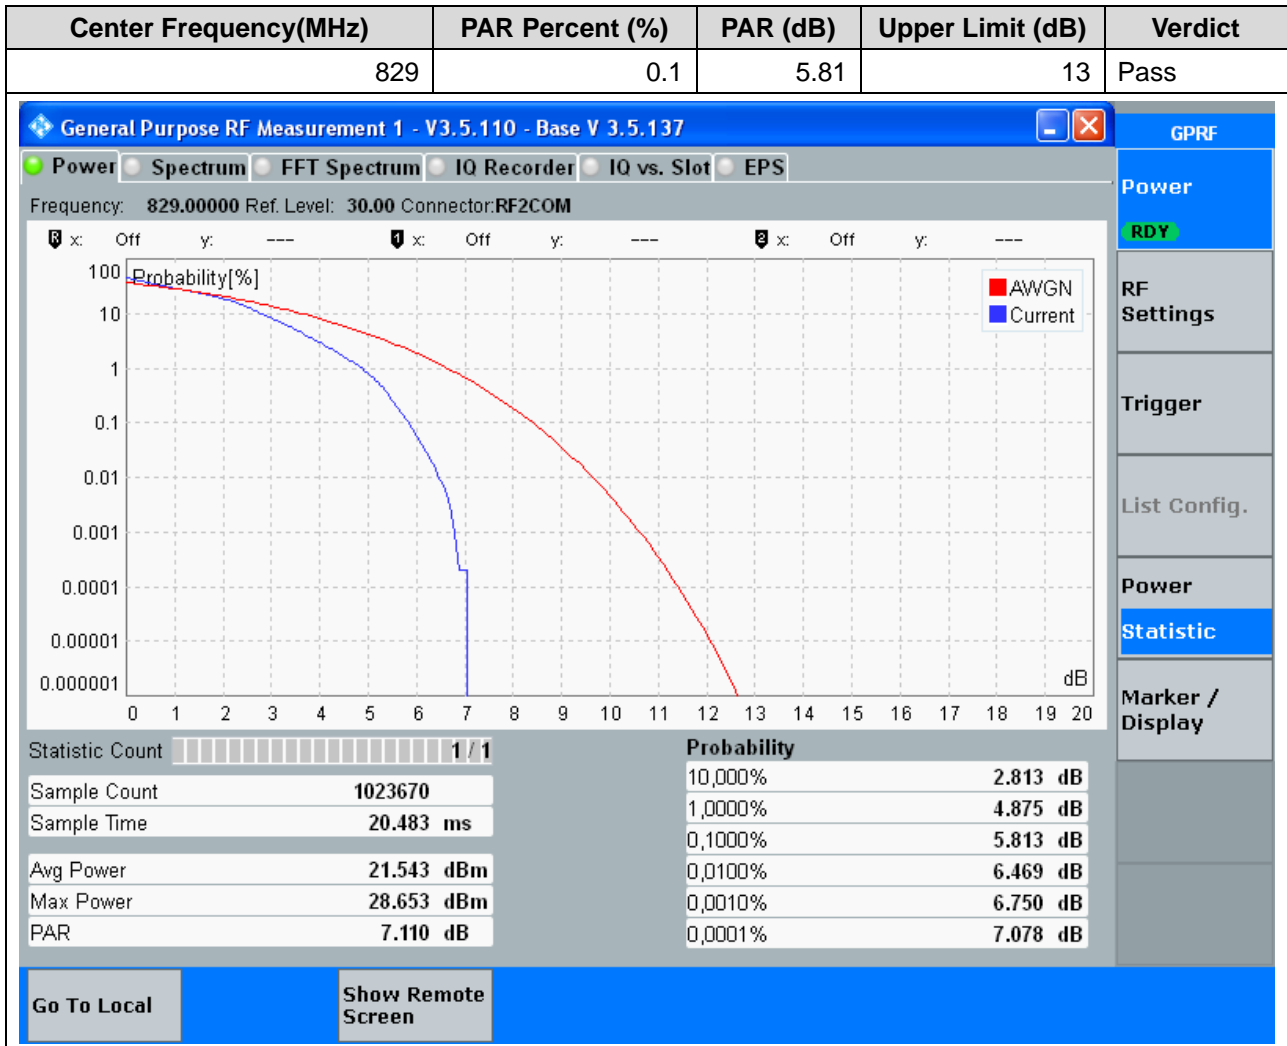 Center Frequency(MHz) PAR Percent (%) PAR (dB) Upper Limit (dB) Verdict
829 0.1 5.81 13 Pass
General Purpose RF Measurement 1 - V3.5.110 - Base V 3.5.137
GPRF
Power Spectrum FFT Spectrum IQ Recorder IQ vs. Slot EPS
Power
RDY
Frequency: 829.00000 Ref. Level: 30.00 Connector:RF2COM
R x: Off y: --- 1 x: Off y: --- 2 x: Off y: ---
Probability[%]
AWGN
Current
100
10
1
0.1
0.01
0.001
0.0001
0.00001
0.000001
dB
0 1 2 3 4 5 6 7 8 9 10 11 12 13 14 15 16 17 18 19 20
RF
Settings
Trigger
List Config.
Power
Statistic
Marker /
Display
Statistic Count 1 / 1
Sample Count 1023670
Sample Time 20.483 ms
Avg Power 21.543 dBm
Max Power 28.653 dBm
PAR 7.110 dB
Probability
10,000% 2.813 dB
1,0000% 4.875 dB
0,1000% 5.813 dB
0,0100% 6.469 dB
0,0010% 6.750 dB
0,0001% 7.078 dB
Go To Local
Show Remote
Screen